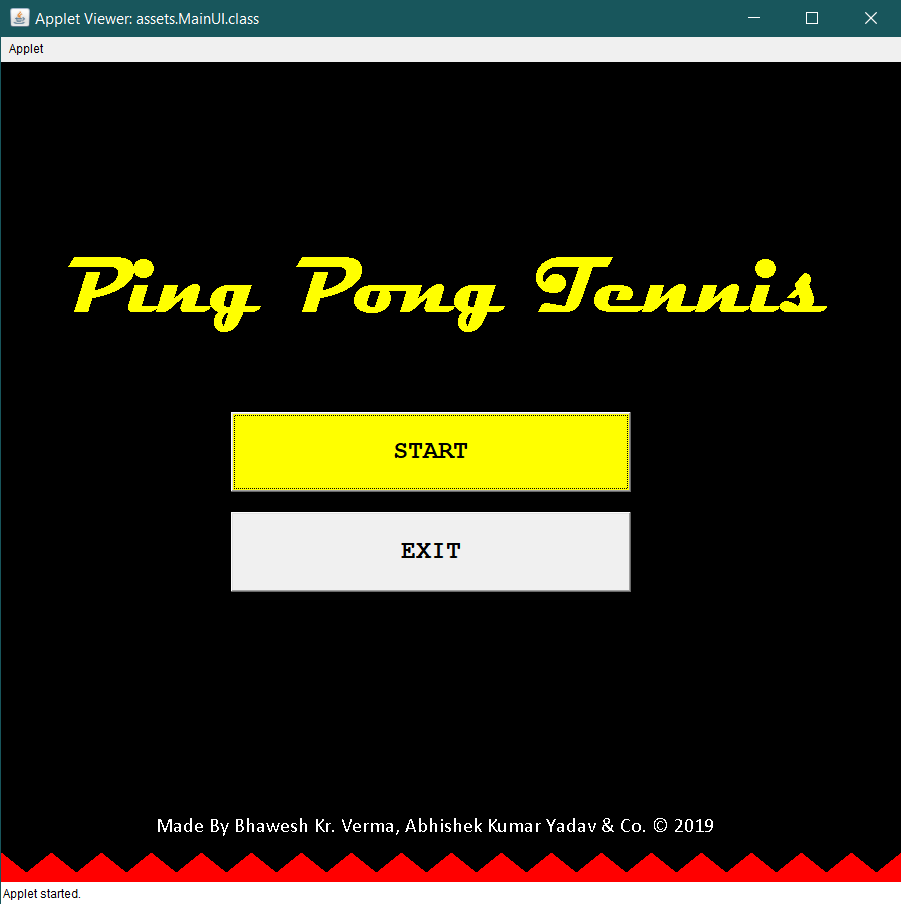 Applet Viewer: assets.MainUI.class
Applet
Ping Pong Tennis
START
EXIT
Made By Bhawesh Kr. Verma, Abhishek Kumar Yadav & Co. © 2019
Applet started.